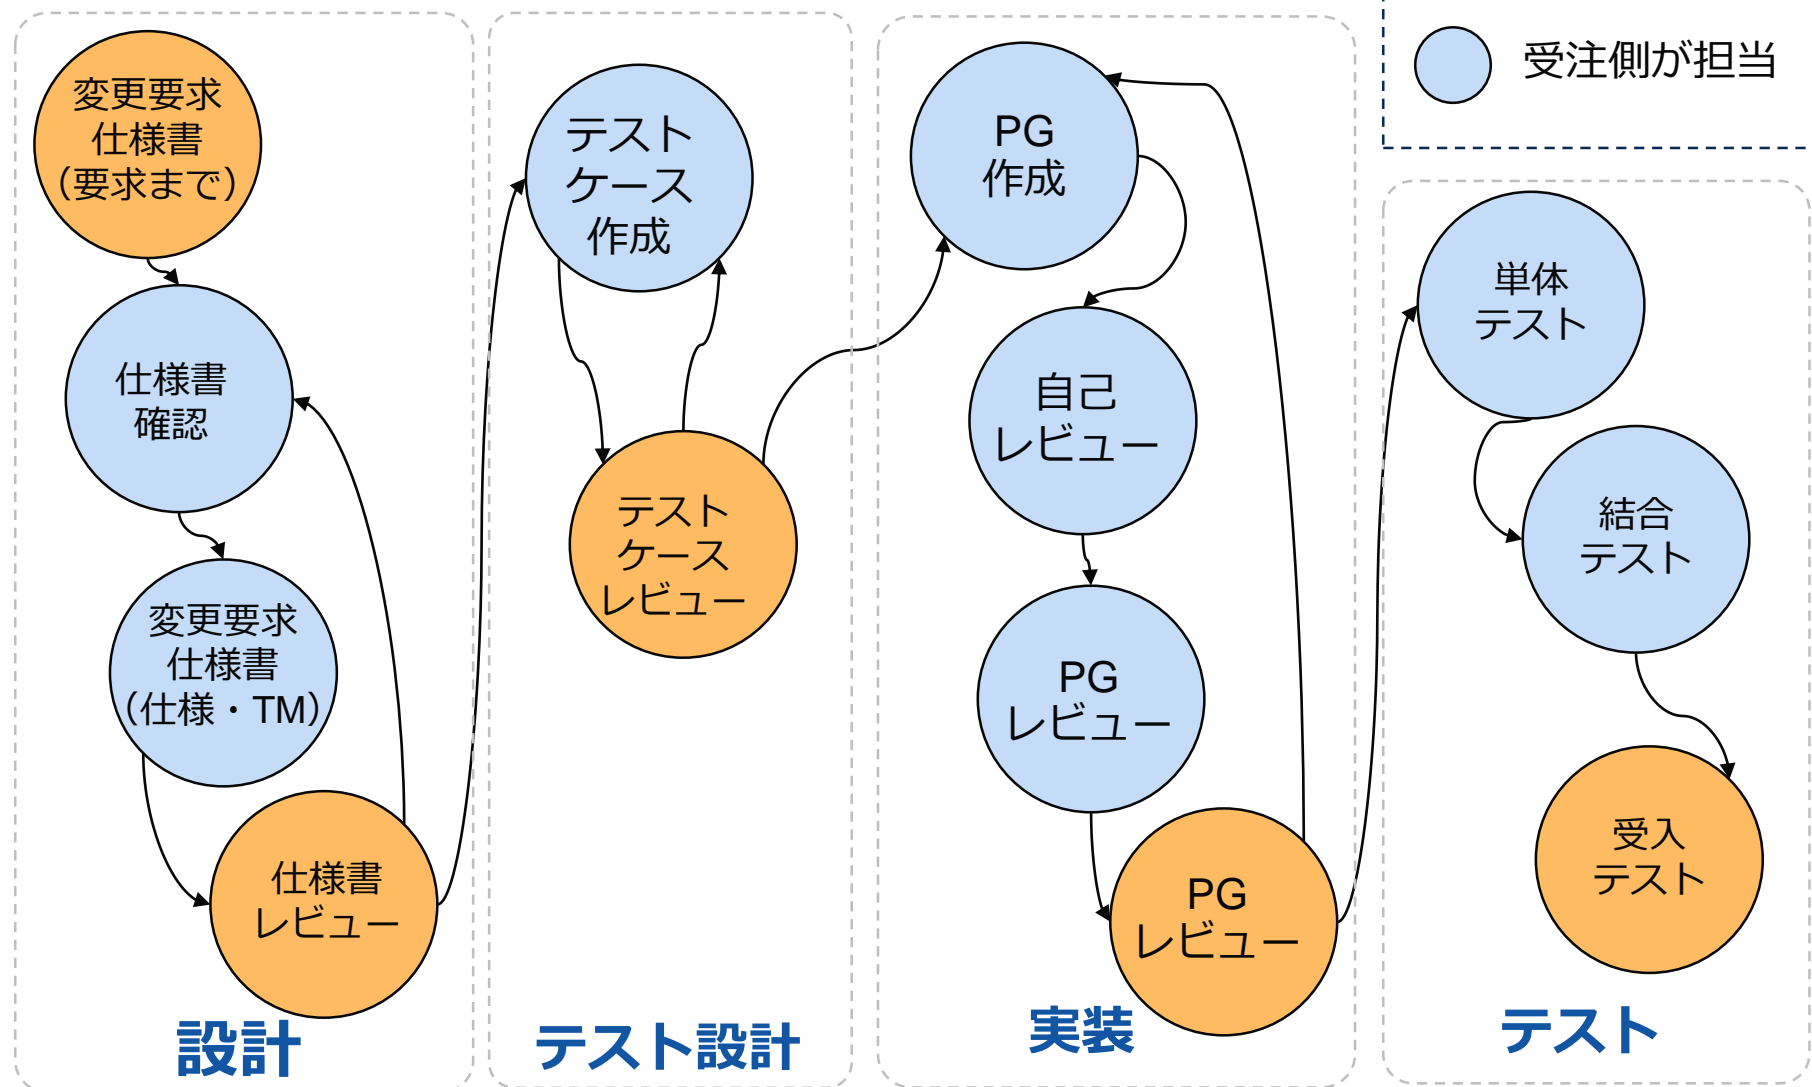 変更要求
仕様書
（要求まで）
仕様書
確認
変更要求
仕様書
（仕様・TM）
仕様書
レビュー
設計
テスト
ケース
作成
テスト
ケース
レビュー
テスト設計
PG
作成
自己
レビュー
PG
レビュー
PG
レビュー
実装
受注側が担当
単体
テスト
結合
テスト
受入
テスト
テスト